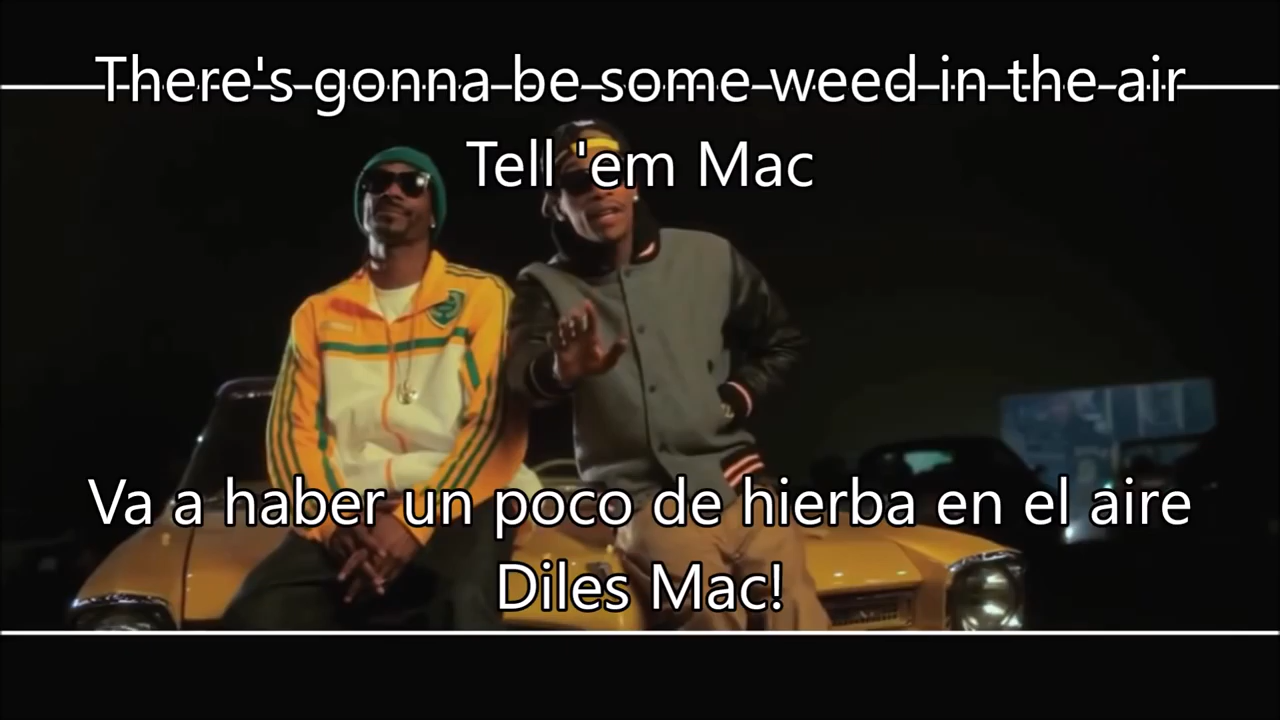 There's gonna be some weed in the air
Tell 'em Mac
Va a haber un poco de hierba en el aire
Diles Mac!